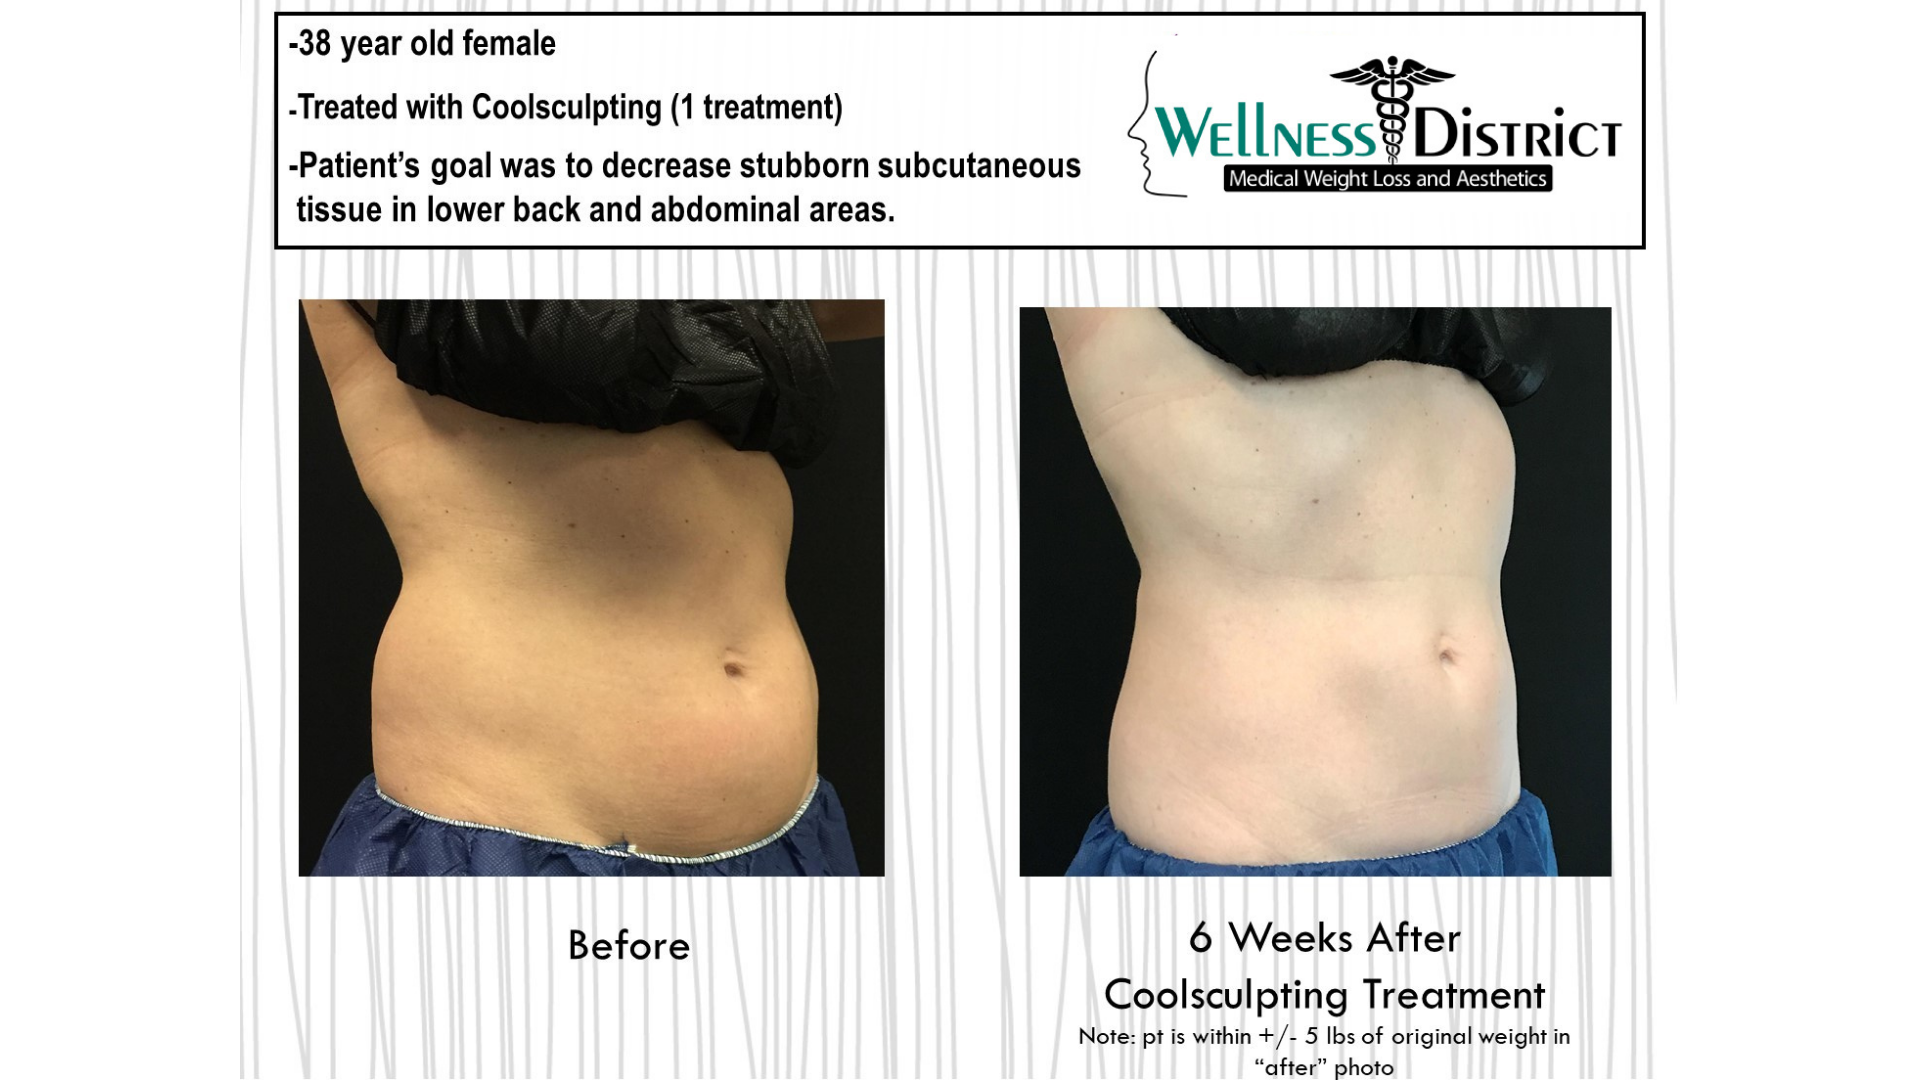 -38 year old female
-Treated with Coolsculpting (1 treatment)
-Patient’s goal was to decrease stubborn subcutaneous
tissue in lower back and abdominal areas.
Wellness District
Medical Weight Loss and Aesthetics
Before
6 Weeks After
Coolsculpting Treatment
Note: pt is within +/- 5 lbs of original weight in
“after” photo